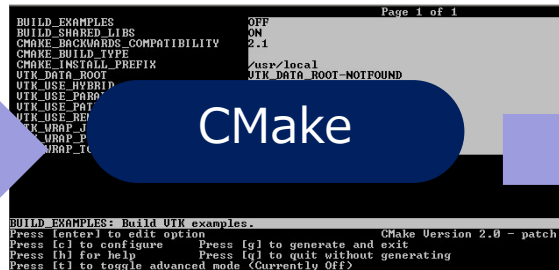 Page 1 of 1
BUILD_EXAMPLES OFF
BUILD_SHARED_LIBS ON
CMAKE_BACKWARDS_COMPATIBILITY 2.1
CMAKE_BUILD_TYPE
CMAKE_INSTALL_PREFIX /usr/local
VTK_DATA_ROOT VTK_DATA_ROOT-NOTFOUND
VTK_USE_HYBRID
CMake
BUILD_EXAMPLES: Build VTK examples.
Press [enter] to edit option CMake Version 2.0 - patch
Press [c] to configure Press [g] to generate and exit
Press [h] for help Press [q] to quit without generating
Press [t] to toggle advanced mode (Currently Off)